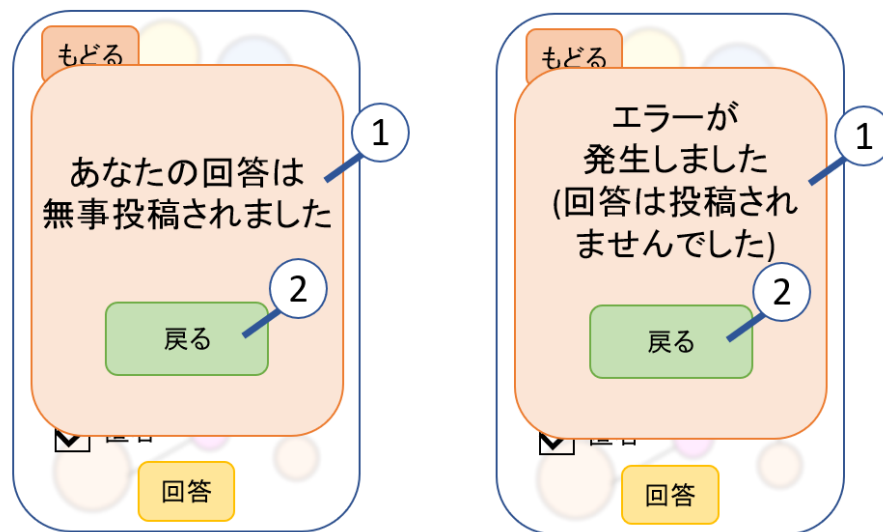 もどる
あなたの回答は
無事投稿されました
1
2
戻る
回答
もどる
エラーが
発生しました
(回答は投稿され
ませんでした)
1
2
戻る
回答